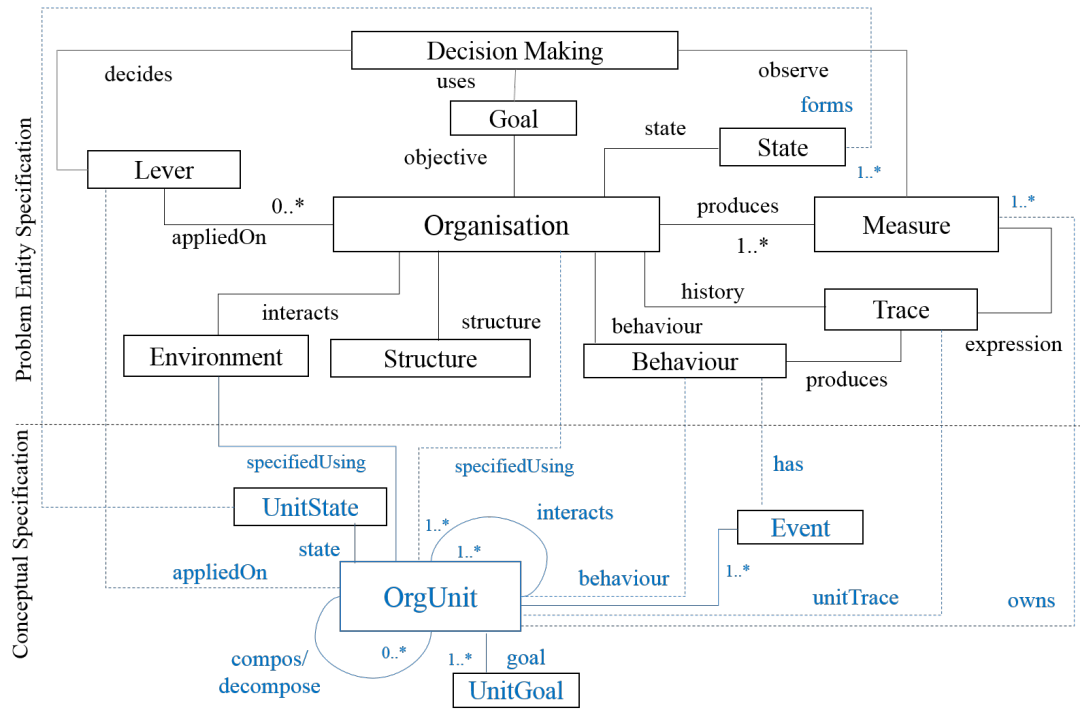 Problem Entity Specification
Decision Making
decides
uses
observe
Goal
forms
objective
state
State
1..*
Lever
0..*
appliedOn
Organisation
produces
1..*
1..*
Measure
interacts
structure
behaviour
history
Trace
expression
Environment
Structure
Behaviour
produces
Conceptual Specification
specifiedUsing
specifiedUsing
has
UnitState
1..*
interacts
Event
state
1..*
appliedOn
behaviour
1..*
OrgUnit
unitTrace
owns
compos/
decompose
0..*
1..*
goal
UnitGoal